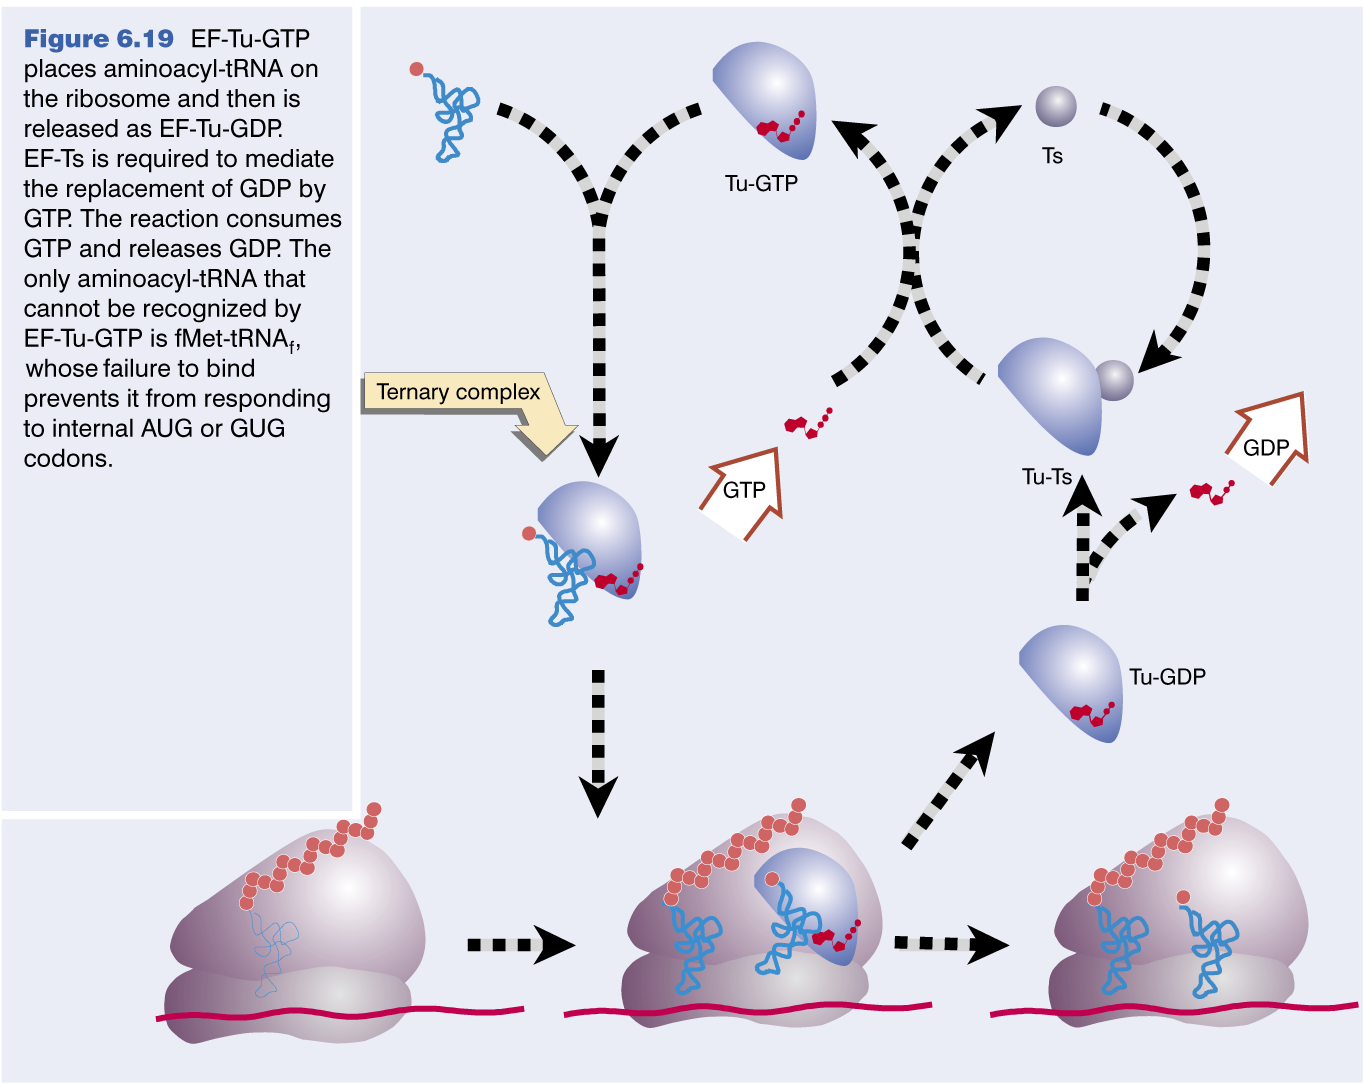 Figure 6.19 EF-Tu-GTP
places aminoacyl-tRNA on
the ribosome and then is
released as EF-Tu-GDP.
EF-Ts is required to mediate
the replacement of GDP by
GTP. The reaction consumes
GTP and releases GDP. The
only aminoacyl-tRNA that
cannot be recognized by
EF-Tu-GTP is fMet-tRNAf,
whose failure to bind
prevents it from responding
to internal AUG or GUG
codons.
Tu-GTP
Ts
Ternary complex
GTP
Tu-Ts
GDP
Tu-GDP